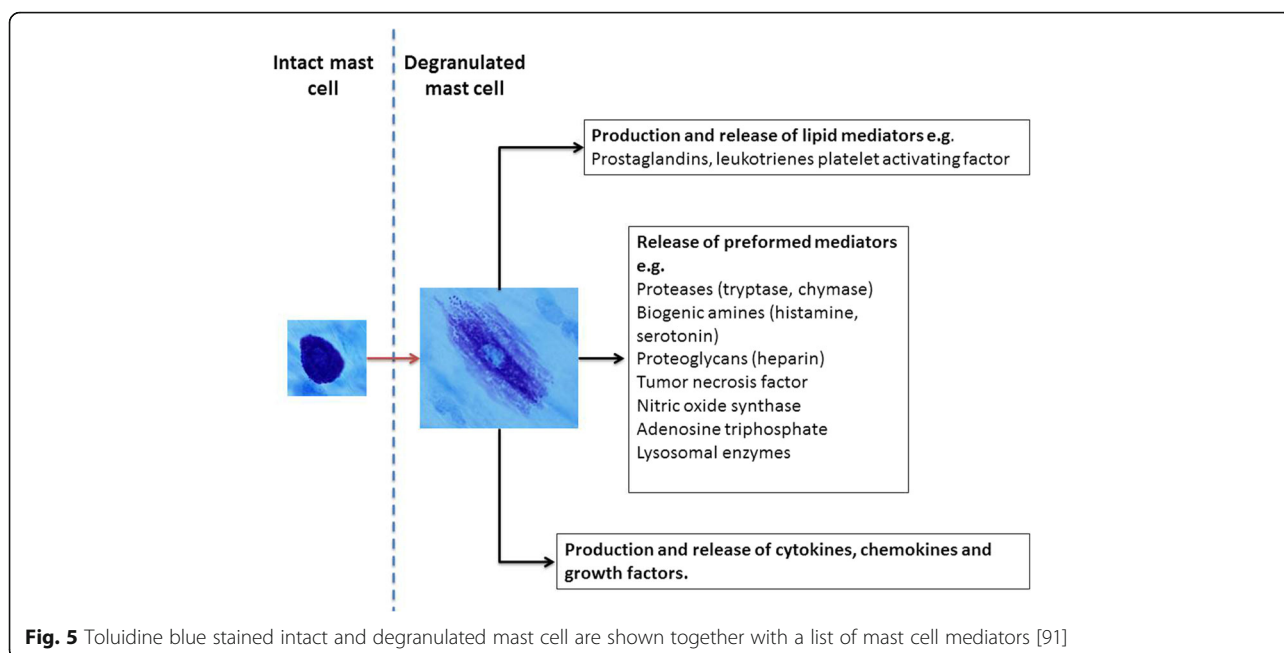 Intact mast
cell
Degranulated
mast cell
Production and release of lipid mediators e.g.
Prostaglandins, leukotrienes platelet activating factor
Release of preformed mediators
e.g.
Proteases (tryptase, chymase)
Biogenic amines (histamine,
serotonin)
Proteoglycans (heparin)
Tumor necrosis factor
Nitric oxide synthase
Adenosine triphosphate
Lysosomal enzymes
Production and release of cytokines, chemokines and
growth factors.
Fig. 5 Toluidine blue stained intact and degranulated mast cell are shown together with a list of mast cell mediators [91]